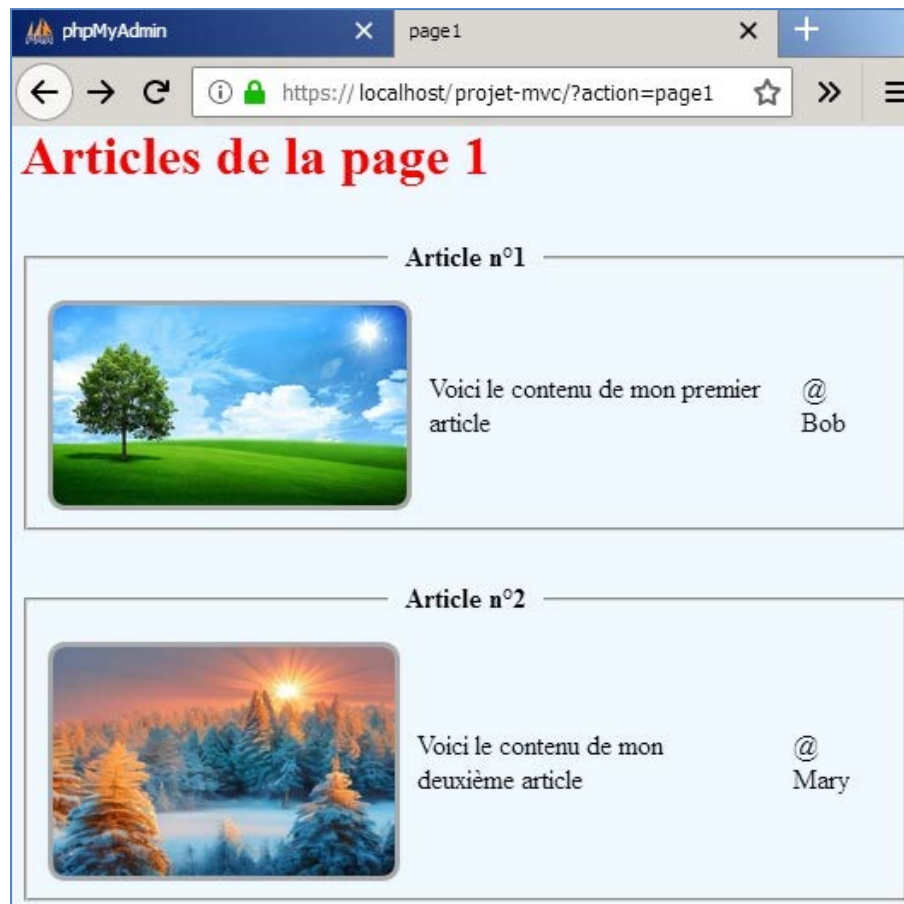 phpMyAdmin
page1
https://localhost/projet-mvc/?action=page1
Articles de la page 1
Article n°1
Voici le contenu de mon premier
article
@
Bob
Article n°2
Voici le contenu de mon
deuxième article
@
Mary